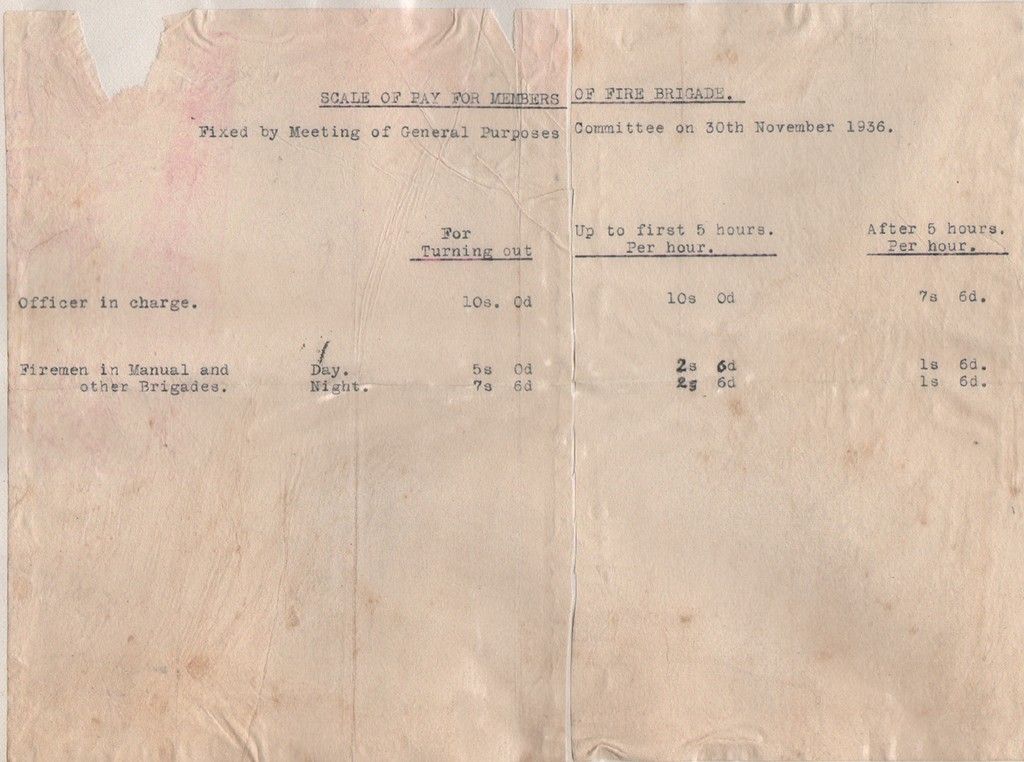 SCALE OF PAY FOR MEMBERS OF FIRE BRIGADE.
Fixed by Meeting of General Purposes Committee on 30th November 1936.
For Up to first 5 hours. After 5 hours.
Turning out Per hour. Per hour.
Officer in charge. 10s. 0d 10s 0d 7s 6d.
Firemen in Manual and Day. 5s 0d 2s 6d 1s 6d.
other Brigades. Night. 7s 6d 2s 6d 1s 6d.